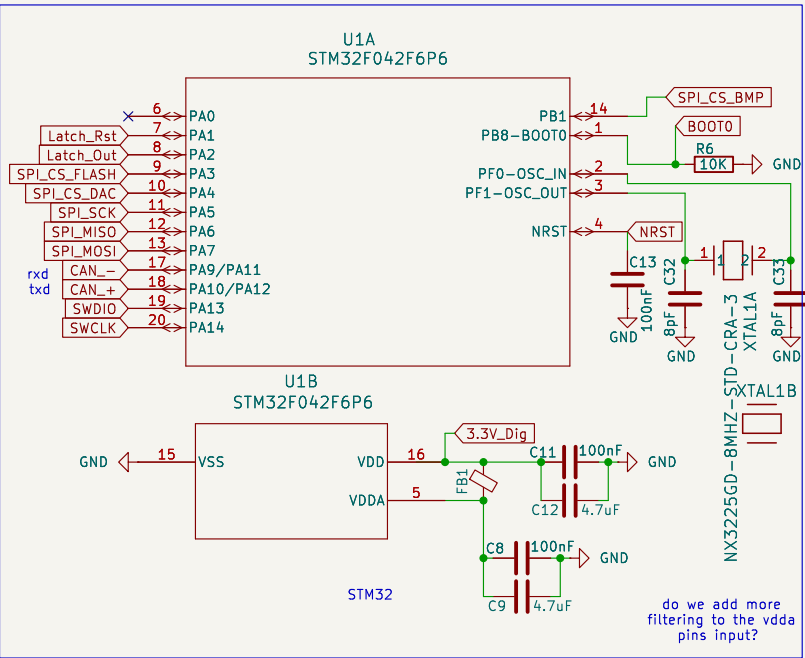 U1A
STM32F042F6P6
6 PA0
Latch_Rst 7 PA1
Latch_Out 8 PA2
SPI_CS_FLASH 9 PA3
SPI_CS_DAC 10 PA4
SPI_SCK 11 PA5
SPI_MISO 12 PA6
SPI_MOSI 13 PA7
rxd CAN_- 17 PA9/PA11
txd CAN_+ 18 PA10/PA12
SWDIO 19 PA13
SWCLK 20 PA14
PB1 14 SPI_CS_BMP
PB8-BOOT0 1 BOOT0
R6
10K GND
PF0-OSC_IN 2
PF1-OSC_OUT 3
NRST 4 NRST
C13
100nF
GND
C32
8pF
GND
1 1 2 2
NX3225GD-8MHZ-STD-CRA-3
XTAL1A
C33
8pF
GND
XTAL1B
U1B
STM32F042F6P6
GND 15 VSS
VDD 16 3.3V_Dig
VDDA 5
FB1
C11 100nF GND
C12 4.7uF
C8 100nF GND
C9 4.7uF
STM32
do we add more
filtering to the vdda
pins input?